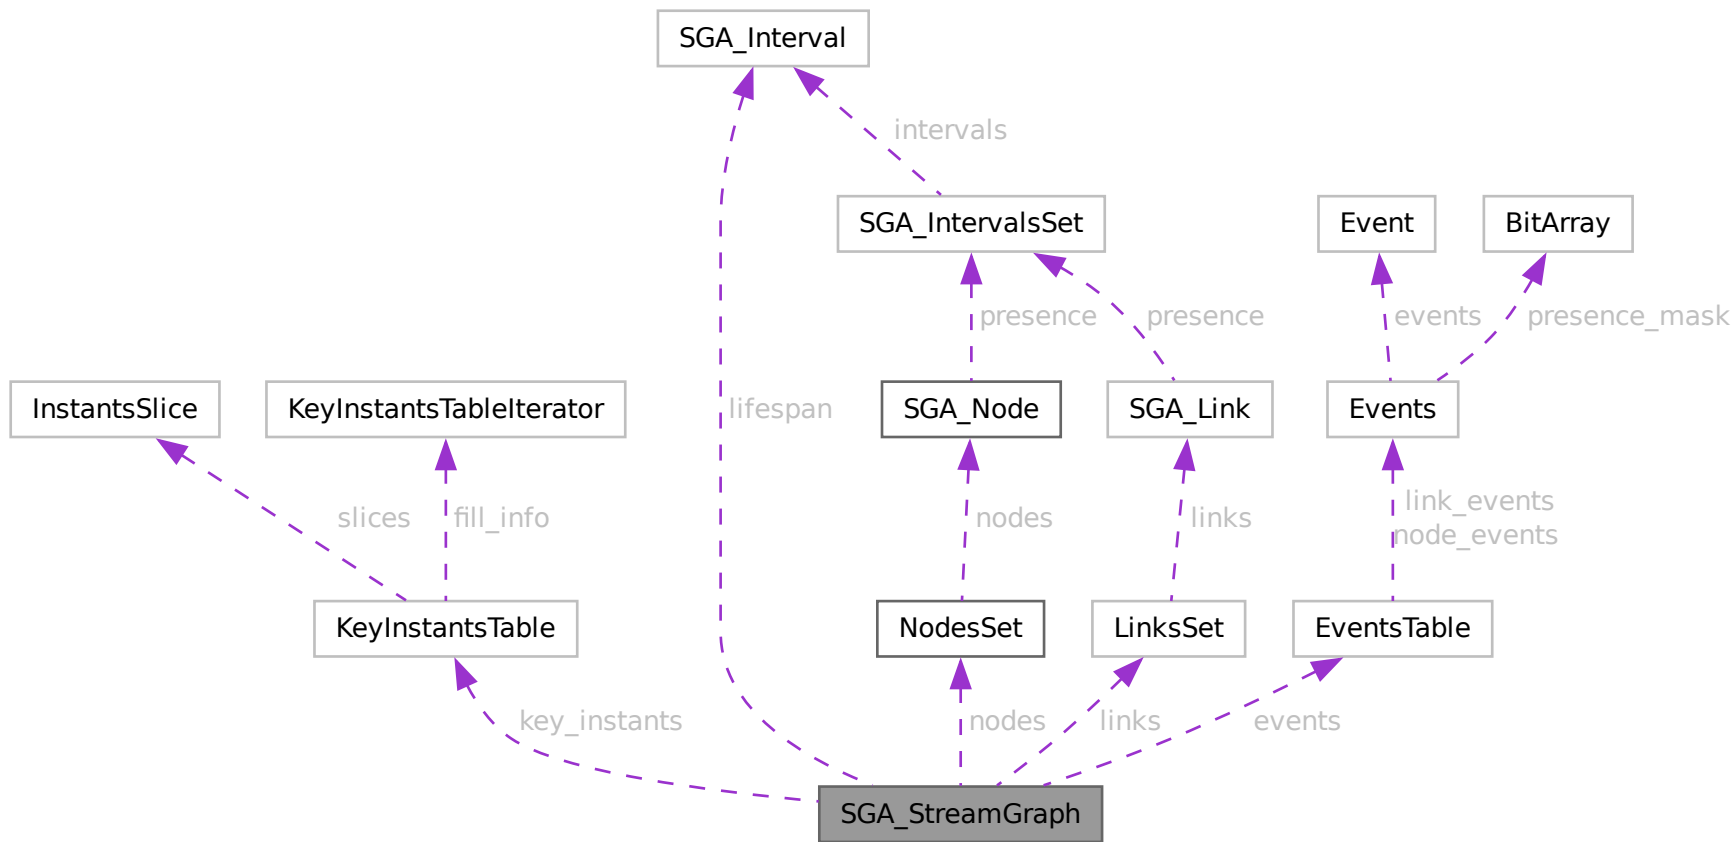 SGA_Interval
intervals
SGA_IntervalsSet
Event
BitArray
presence
presence
events
presence_mask
InstantsSlice
KeyInstantsTableIterator
lifespan
SGA_Node
SGA_Link
Events
slices
fill_info
nodes
links
link_events
node_events
KeyInstantsTable
NodesSet
LinksSet
EventsTable
key_instants
nodes
links
events
SGA_StreamGraph